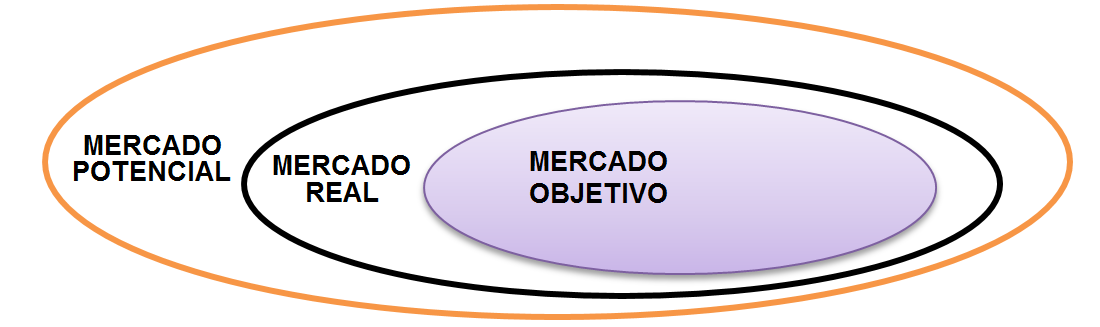 MERCADO
POTENCIAL
MERCADO
REAL
MERCADO
OBJETIVO